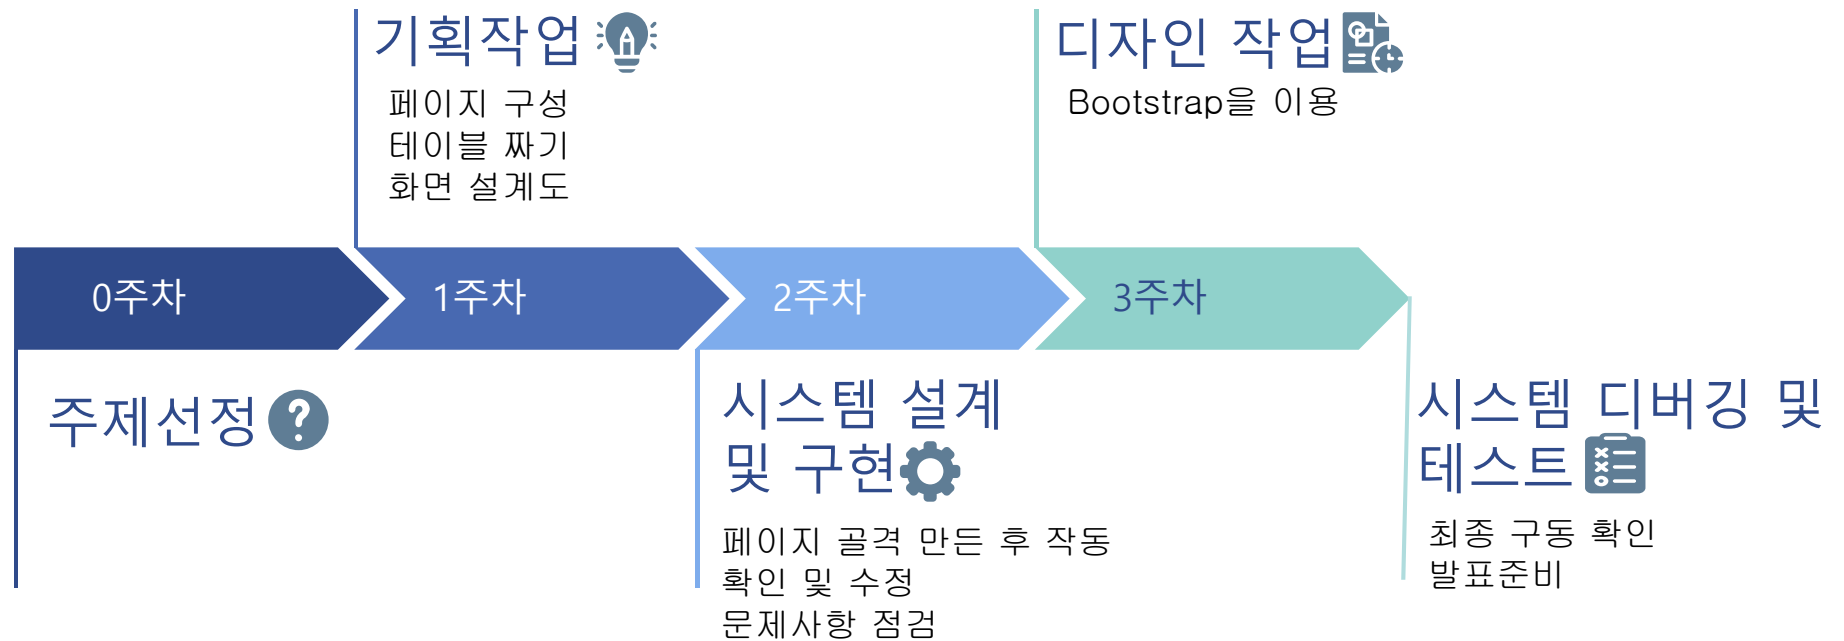 기획작업
페이지 구성
테이블 짜기
화면 설계도
디자인 작업
Bootstrap을 이용
0주차
1주차
2주차
3주차
주제선정
시스템 설계
및 구현
페이지 골격 만든 후 작동
확인 및 수정
문제사항 점검
시스템 디버깅 및
테스트
최종 구동 확인
발표준비